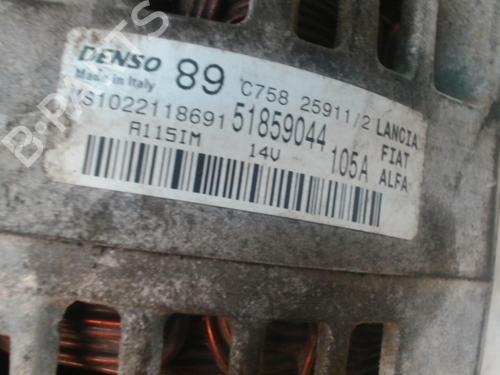 DENSO 89 C758 25911/2 LANCIA
Made in Italy
MS1022118691 51859044 FIAT
A115IM 14V 105A ALFA
B-PARTS